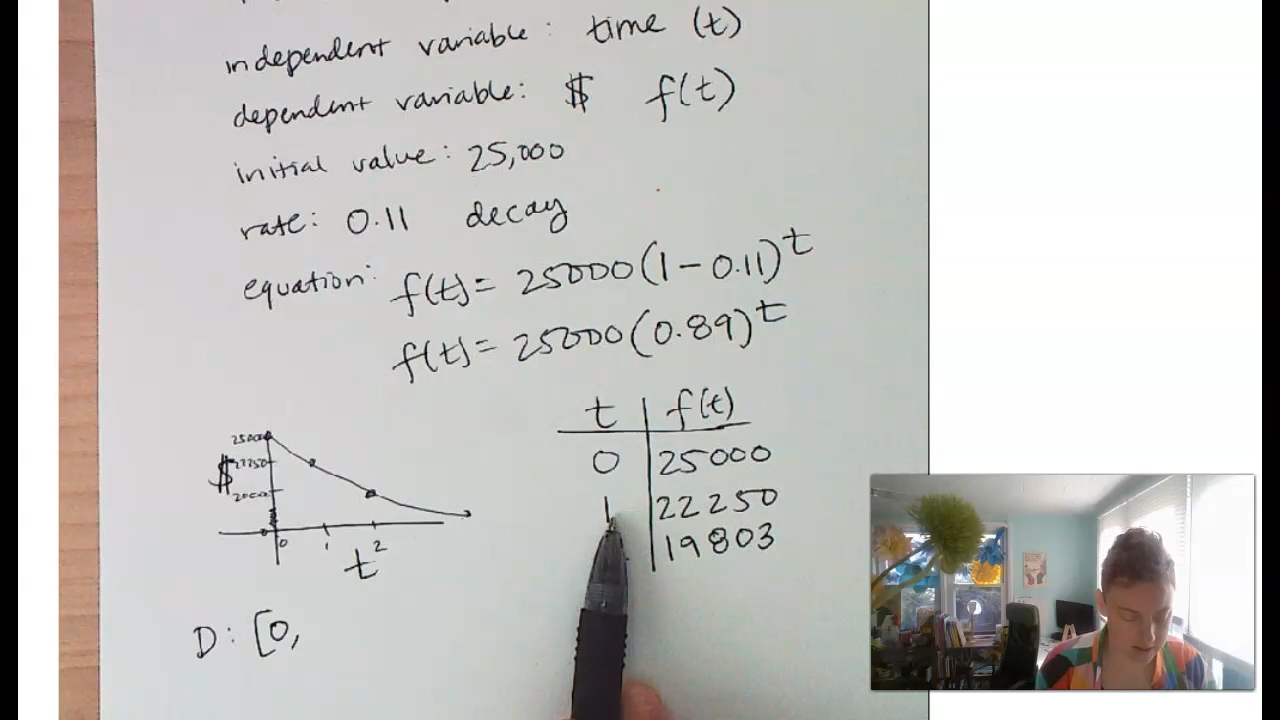 independent variable: time (t)
dependent variable: $ f(t)
initial value: 25,000
rate: 0.11 decay
equation: f(t) = 25000(1-0.11)^t
f(t) = 25000(0.89)^t
t f(t)
0 25000
1 22250
19803
25000
$
0 1 2
t
D: [0,